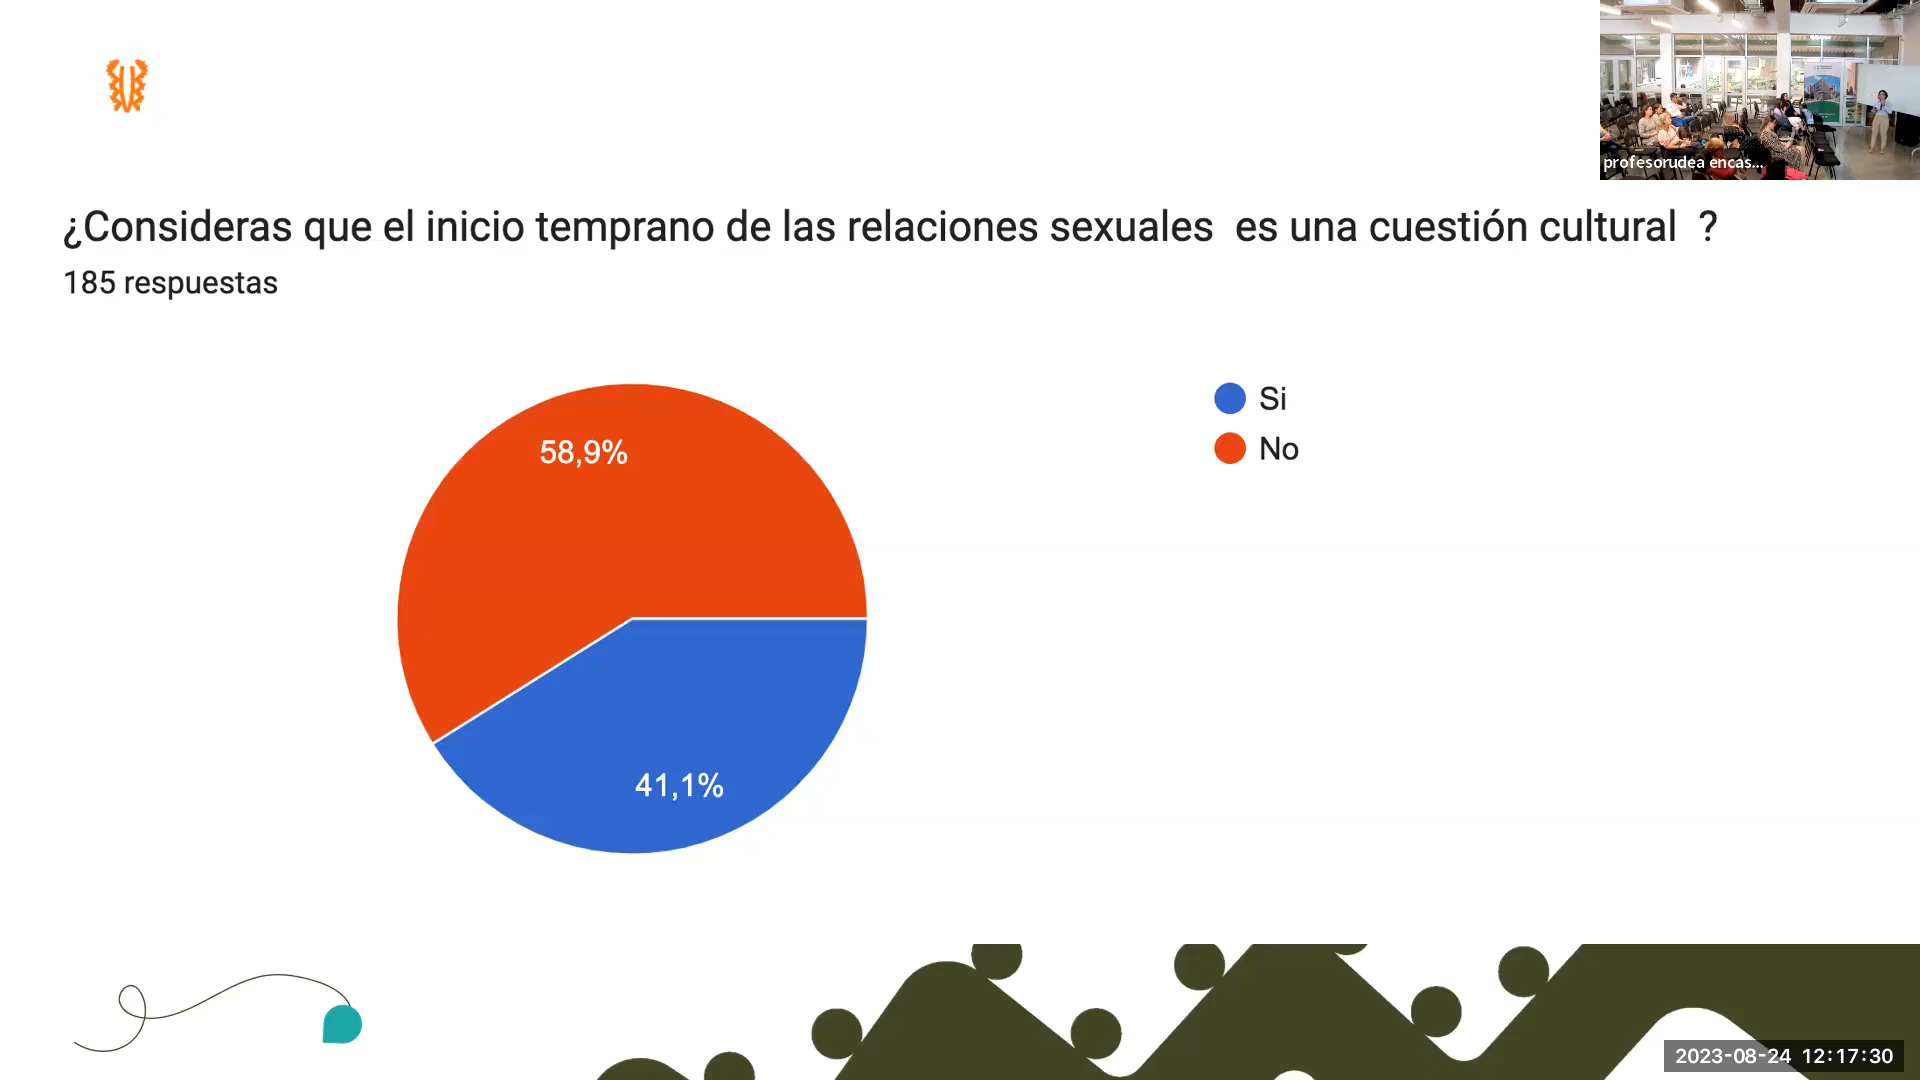 profesorudea encas...
¿Consideras que el inicio temprano de las relaciones sexuales es una cuestión cultural ?
185 respuestas
Si
No
58,9%
41,1%
2023-08-24 12:17:30